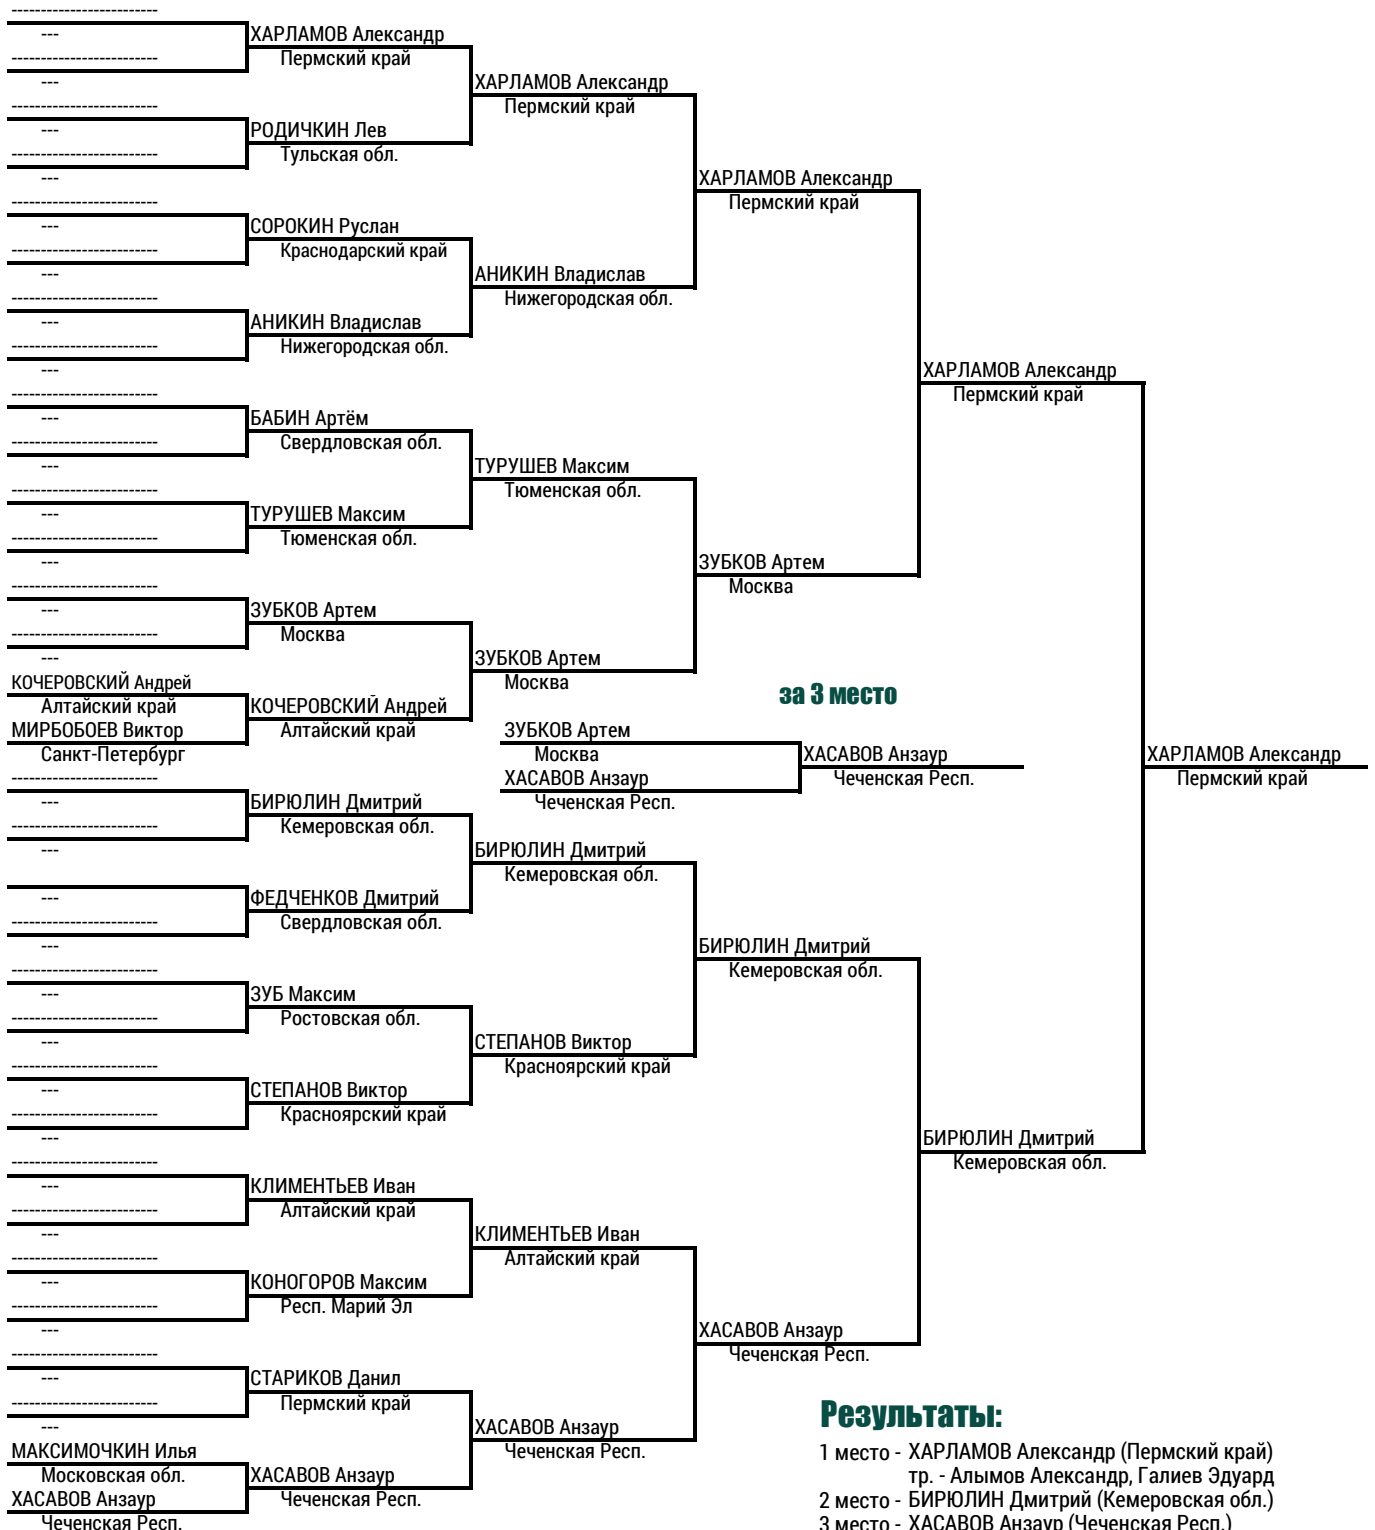 -------------------------
---
-------------------------
---
ХАРЛАМОВ Александр
Пермский край
-------------------------
---
-------------------------
---
РОДИЧКИН Лев
Тульская обл.
ХАРЛАМОВ Александр
Пермский край
-------------------------
---
-------------------------
---
СОРОКИН Руслан
Краснодарский край
-------------------------
---
-------------------------
---
АНИКИН Владислав
Нижегородская обл.
АНИКИН Владислав
Нижегородская обл.
ХАРЛАМОВ Александр
Пермский край
-------------------------
---
-------------------------
---
БАБИН Артём
Свердловская обл.
-------------------------
---
-------------------------
---
ТУРУШЕВ Максим
Тюменская обл.
ТУРУШЕВ Максим
Тюменская обл.
-------------------------
---
-------------------------
---
ЗУБКОВ Артем
Москва
КОЧЕРОВСКИЙ Андрей
Алтайский край
МИРБОБОЕВ Виктор
Санкт-Петербург
КОЧЕРОВСКИЙ Андрей
Алтайский край
ЗУБКОВ Артем
Москва
ЗУБКОВ Артем
Москва
ХАРЛАМОВ Александр
Пермский край
за 3 место
ЗУБКОВ Артем
Москва
ХАСАВОВ Анзаур
Чеченская Респ.
ХАСАВОВ Анзаур
Чеченская Респ.
ХАРЛАМОВ Александр
Пермский край
-------------------------
---
-------------------------
---
БИРЮЛИН Дмитрий
Кемеровская обл.
---
-------------------------
---
ФЕДЧЕНКОВ Дмитрий
Свердловская обл.
БИРЮЛИН Дмитрий
Кемеровская обл.
-------------------------
---
-------------------------
---
ЗУБ Максим
Ростовская обл.
-------------------------
---
-------------------------
---
СТЕПАНОВ Виктор
Красноярский край
СТЕПАНОВ Виктор
Красноярский край
БИРЮЛИН Дмитрий
Кемеровская обл.
-------------------------
---
-------------------------
---
КЛИМЕНТЬЕВ Иван
Алтайский край
-------------------------
---
-------------------------
---
КОНОГОРОВ Максим
Респ. Марий Эл
КЛИМЕНТЬЕВ Иван
Алтайский край
-------------------------
---
-------------------------
---
СТАРИКОВ Данил
Пермский край
МАКСИМОЧКИН Илья
Московская обл.
ХАСАВОВ Анзаур
Чеченская Респ.
ХАСАВОВ Анзаур
Чеченская Респ.
ХАСАВОВ Анзаур
Чеченская Респ.
ХАСАВОВ Анзаур
Чеченская Респ.
БИРЮЛИН Дмитрий
Кемеровская обл.
Результаты:
1 место - ХАРЛАМОВ Александр (Пермский край)
тр. - Алымов Александр, Галиев Эдуард
2 место - БИРЮЛИН Дмитрий (Кемеровская обл.)
3 место - ХАСАВОВ Анзаур (Чеченская Респ.)